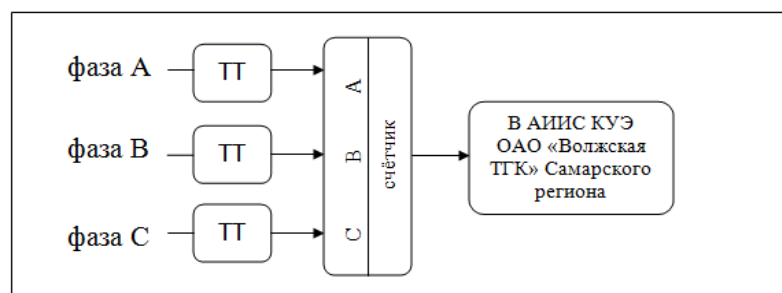 фаза А
ТТ
А
фаза В
ТТ
В
фаза С
ТТ
С
счётчик
В АИИС КУЭ
ОАО «Волжская
ТГК» Самарского
региона